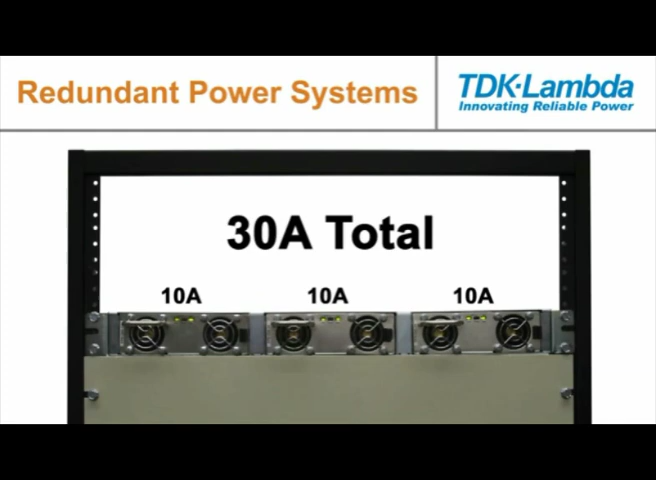 Redundant Power Systems
TDK·Lambda
Innovating Reliable Power
30A Total
10A 10A 10A